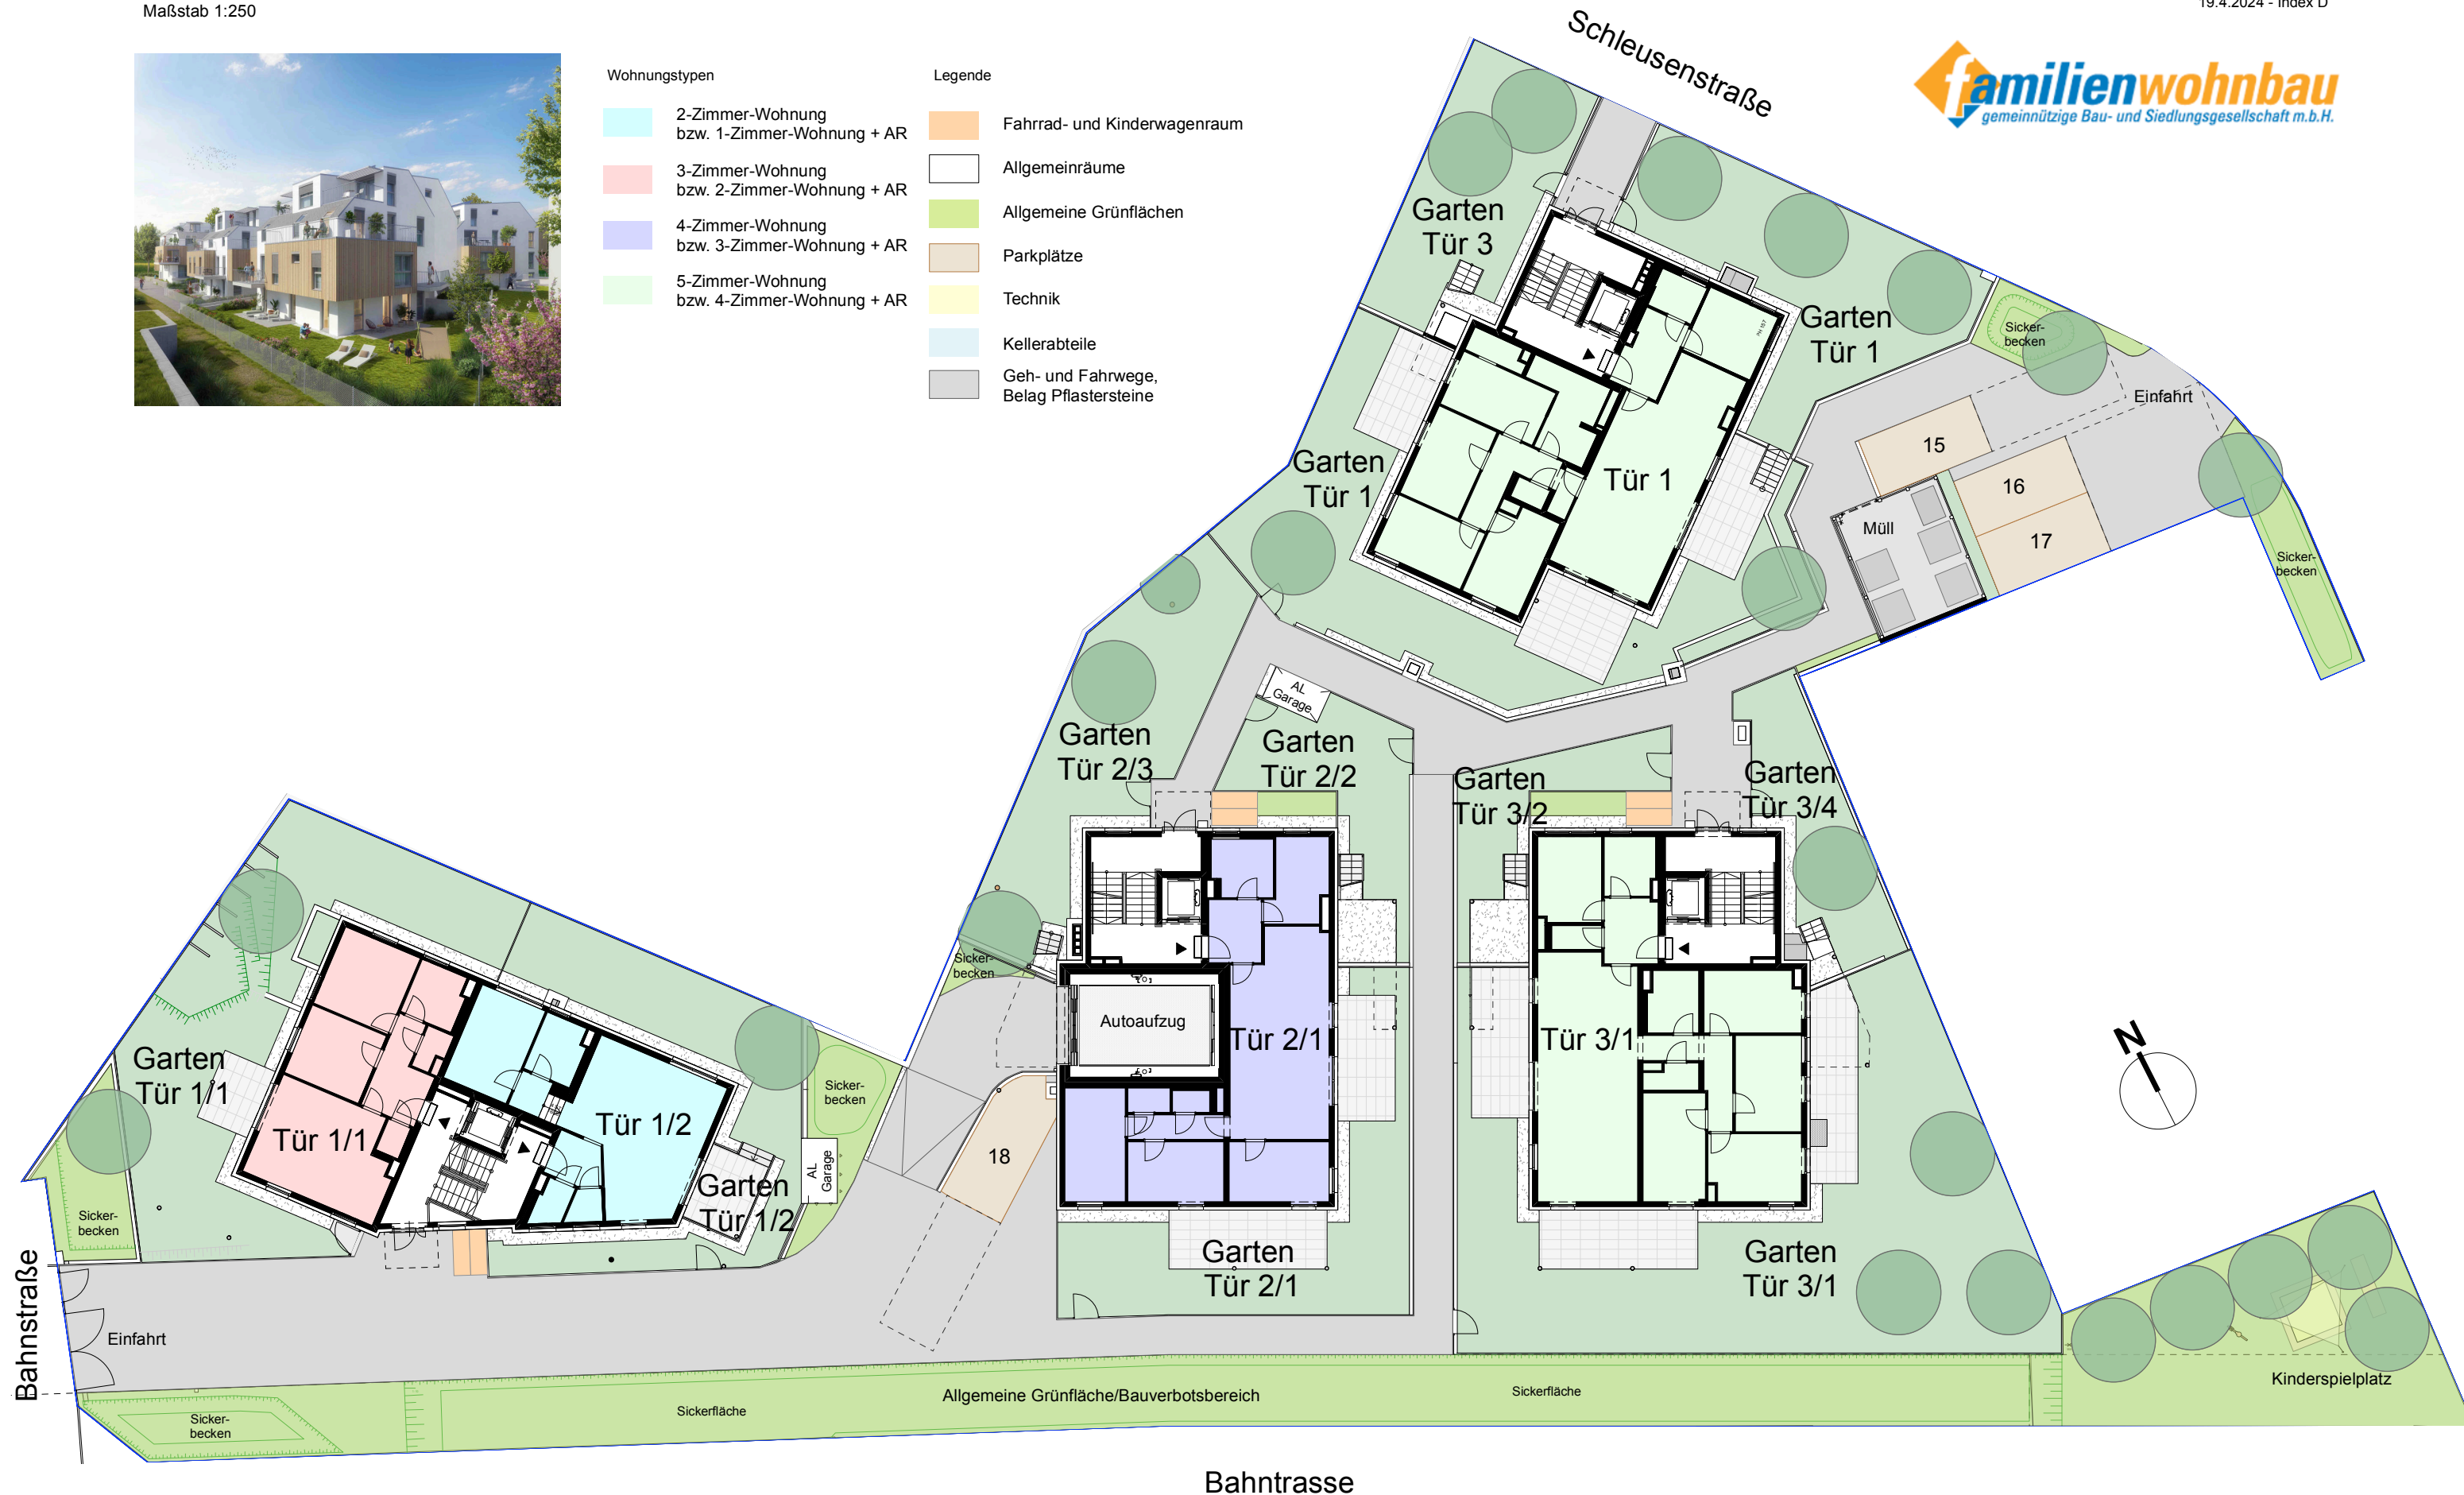 Maßstab 1:250
19.4.2024 - Index D
familienwohnbau
gemeinnützige Bau- und Siedlungsgesellschaft m.b.H.
Wohnungstypen
2-Zimmer-Wohnung
bzw. 1-Zimmer-Wohnung + AR
3-Zimmer-Wohnung
bzw. 2-Zimmer-Wohnung + AR
4-Zimmer-Wohnung
bzw. 3-Zimmer-Wohnung + AR
5-Zimmer-Wohnung
bzw. 4-Zimmer-Wohnung + AR
Legende
Fahrrad- und Kinderwagenraum
Allgemeinräume
Allgemeine Grünflächen
Parkplätze
Technik
Kellerabteile
Geh- und Fahrwege,
Belag Pflastersteine
Schleusenstraße
Garten
Tür 3
Garten
Tür 1
Sicker-
becken
Einfahrt
15
16
17
Müll
Sicker-
becken
Garten
Tür 1
Tür 1
AL
Garage
Garten
Tür 2/3
Garten
Tür 2/2
Garten
Tür 3/2
Garten
Tür 3/4
Sicker-
becken
Autoaufzug
Tür 2/1
Tür 3/1
N
Garten
Tür 1/1
Tür 1/1
Tür 1/2
Garten
Tür 1/2
Sicker-
becken
AL
Garage
18
Sicker-
becken
Garten
Tür 2/1
Garten
Tür 3/1
Bahnstraße
Einfahrt
Kinderspielplatz
Allgemeine Grünfläche/Bauverbotsbereich
Sickerfläche
Sickerfläche
Sicker-
becken
Bahntrasse